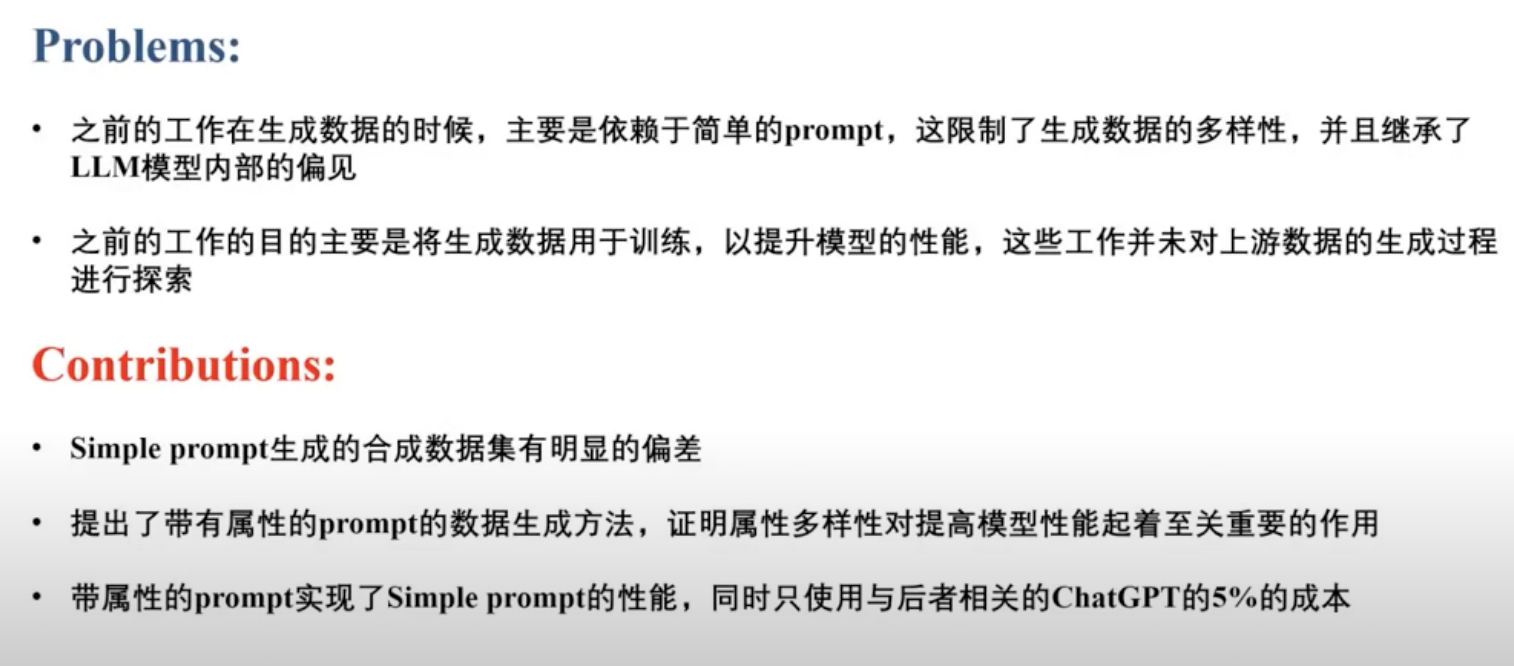 Problems:
• 之前的工作在生成数据的时候，主要是依赖于简单的prompt，这限制了生成数据的多样性，并且继承了
LLM模型内部的偏见
• 之前的工作的目的主要是将生成数据用于训练，以提升模型的性能，这些工作并未对上游数据的生成过程
进行探索
Contributions:
• Simple prompt生成的合成数据集有明显的偏差
• 提出了带有属性的prompt的数据生成方法，证明属性多样性对提高模型性能起着至关重要的作用
• 带属性的prompt实现了Simple prompt的性能，同时只使用与后者相关的ChatGPT的5%的成本